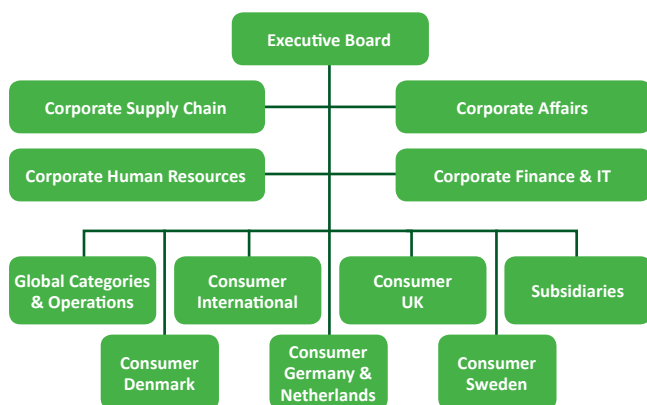 Executive Board
Corporate Supply Chain
Corporate Affairs
Corporate Human Resources
Corporate Finance & IT
Global Categories
& Operations
Consumer
International
Consumer
UK
Subsidiaries
Consumer
Denmark
Consumer
Germany &
Netherlands
Consumer
Sweden